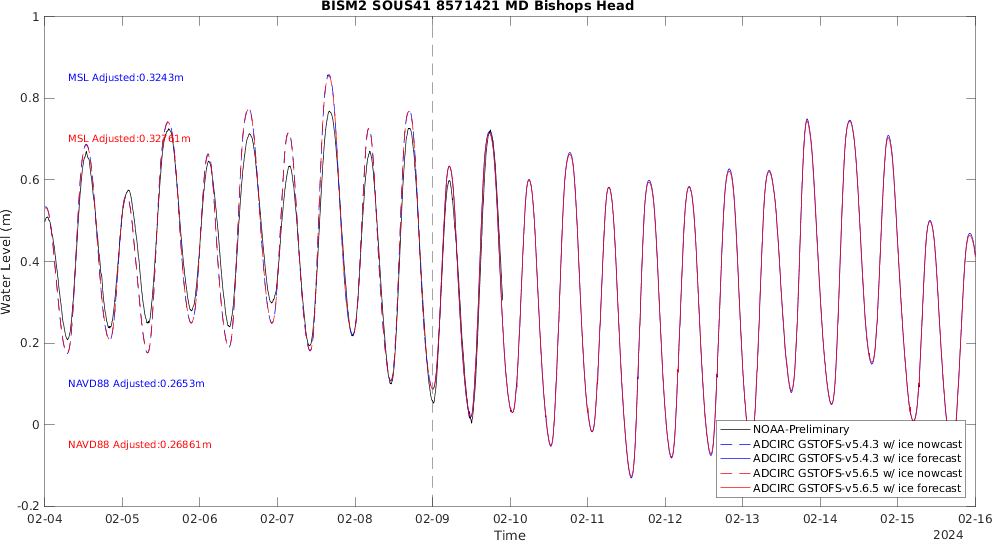 BISM2 SOUS41 8571421 MD Bishops Head
1
0.8
0.6
0.4
0.2
0
-0.2
Water Level (m)
MSL Adjusted:0.3243m
MSL Adjusted:0.32761m
NAVD88 Adjusted:0.2653m
NAVD88 Adjusted:0.26861m
NOAA-Preliminary
ADCIRC GSTOFS-v5.4.3 w/ ice nowcast
ADCIRC GSTOFS-v5.4.3 w/ ice forecast
ADCIRC GSTOFS-v5.6.5 w/ ice nowcast
ADCIRC GSTOFS-v5.6.5 w/ ice forecast
02-04 02-05 02-06 02-07 02-08 02-09 02-10 02-11 02-12 02-13 02-14 02-15 02-16
Time
2024